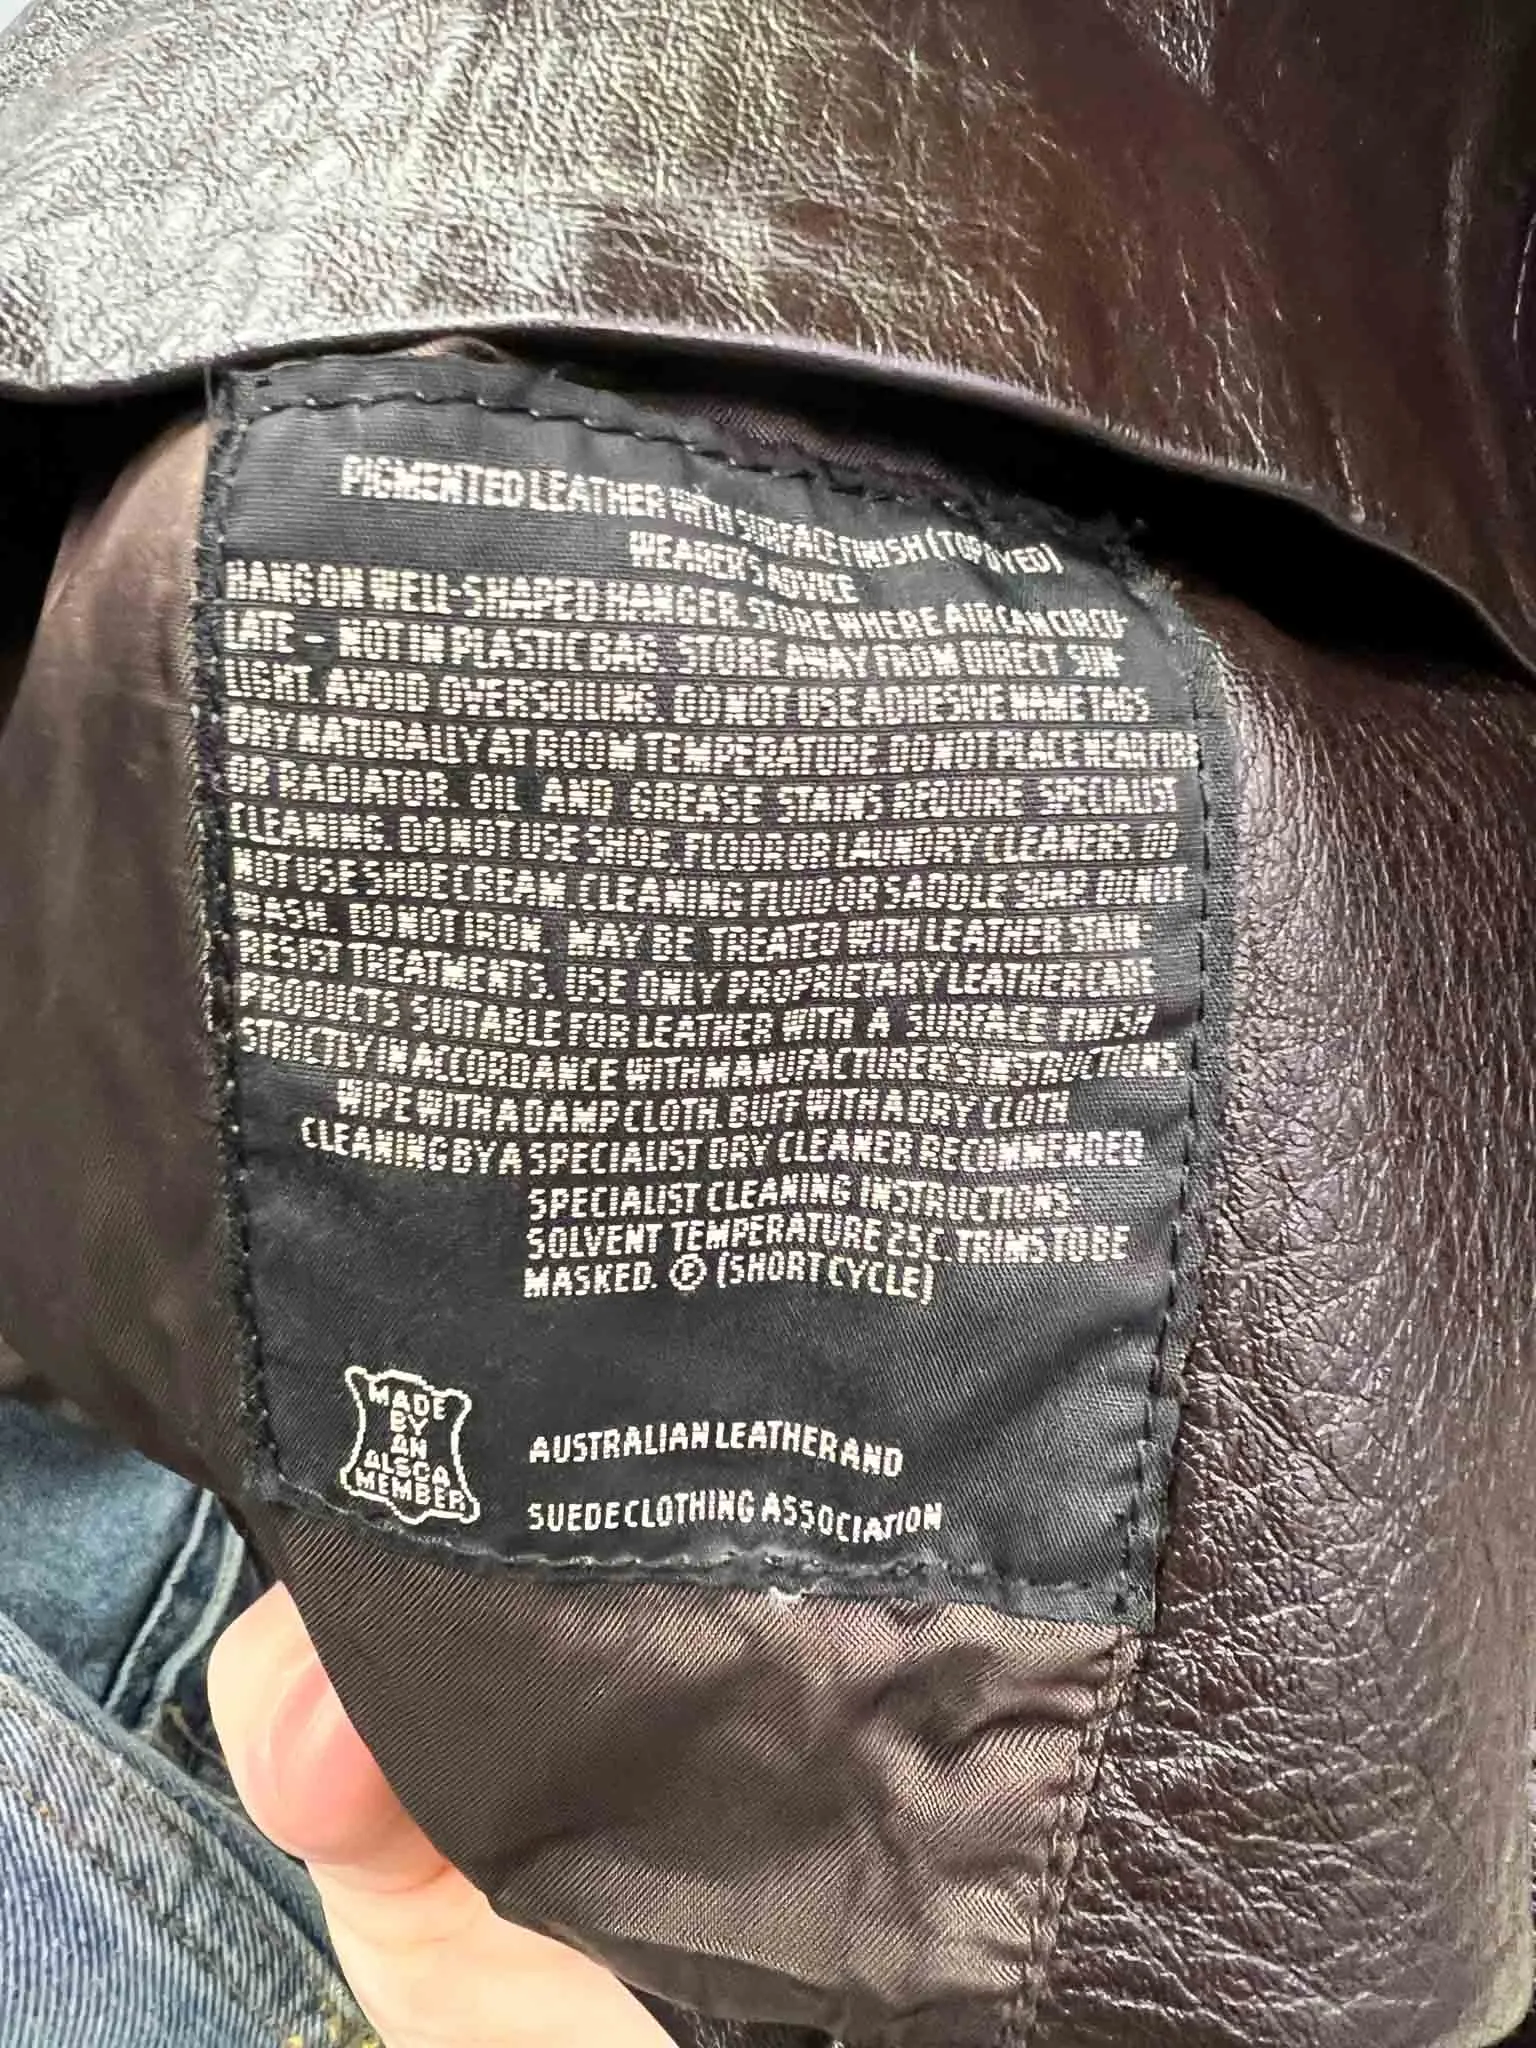 PIGMENTED LEATHER WITH SURFACE FINISH (TOP DYED)
WEARER'S ADVICE
HANG ON WELL-SHAPED HANGER. STORE WHERE AIR CAN CIRCU-
LATE - NOT IN PLASTIC BAG. STORE AWAY FROM DIRECT SUN-
LIGHT. AVOID OVERSOILING. DO NOT USE ADHESIVE NAME TAGS
DRY NATURALLY AT ROOM TEMPERATURE. DO NOT PLACE NEAR FIRE
OR RADIATOR. OIL AND GREASE STAINS REQUIRE SPECIALIST
CLEANING. DO NOT USE SHOE, FLOOR OR LAUNDRY CLEANERS. DO
NOT USE SHOE CREAM, CLEANING FLUID OR SADDLE SOAP. DO NOT
WASH. DO NOT IRON. MAY BE TREATED WITH LEATHER STAIN
RESIST TREATMENTS. USE ONLY PROPRIETARY LEATHERCARE
PRODUCTS SUITABLE FOR LEATHER WITH A SURFACE FINISH
STRICTLY IN ACCORDANCE WITH MANUFACTURER'S INSTRUCTIONS.
WIPE WITH A DAMP CLOTH. BUFF WITH A DRY CLOTH
CLEANING BY A SPECIALIST DRY CLEANER RECOMMENDED.
SPECIALIST CLEANING INSTRUCTIONS.
SOLVENT TEMPERATURE 25C TRIMS TO BE
MASKED. Ⓟ (SHORT CYCLE)
MADE
BY
AN
ALSCA
MEMBER
AUSTRALIAN LEATHER AND
SUEDE CLOTHING ASSOCIATION